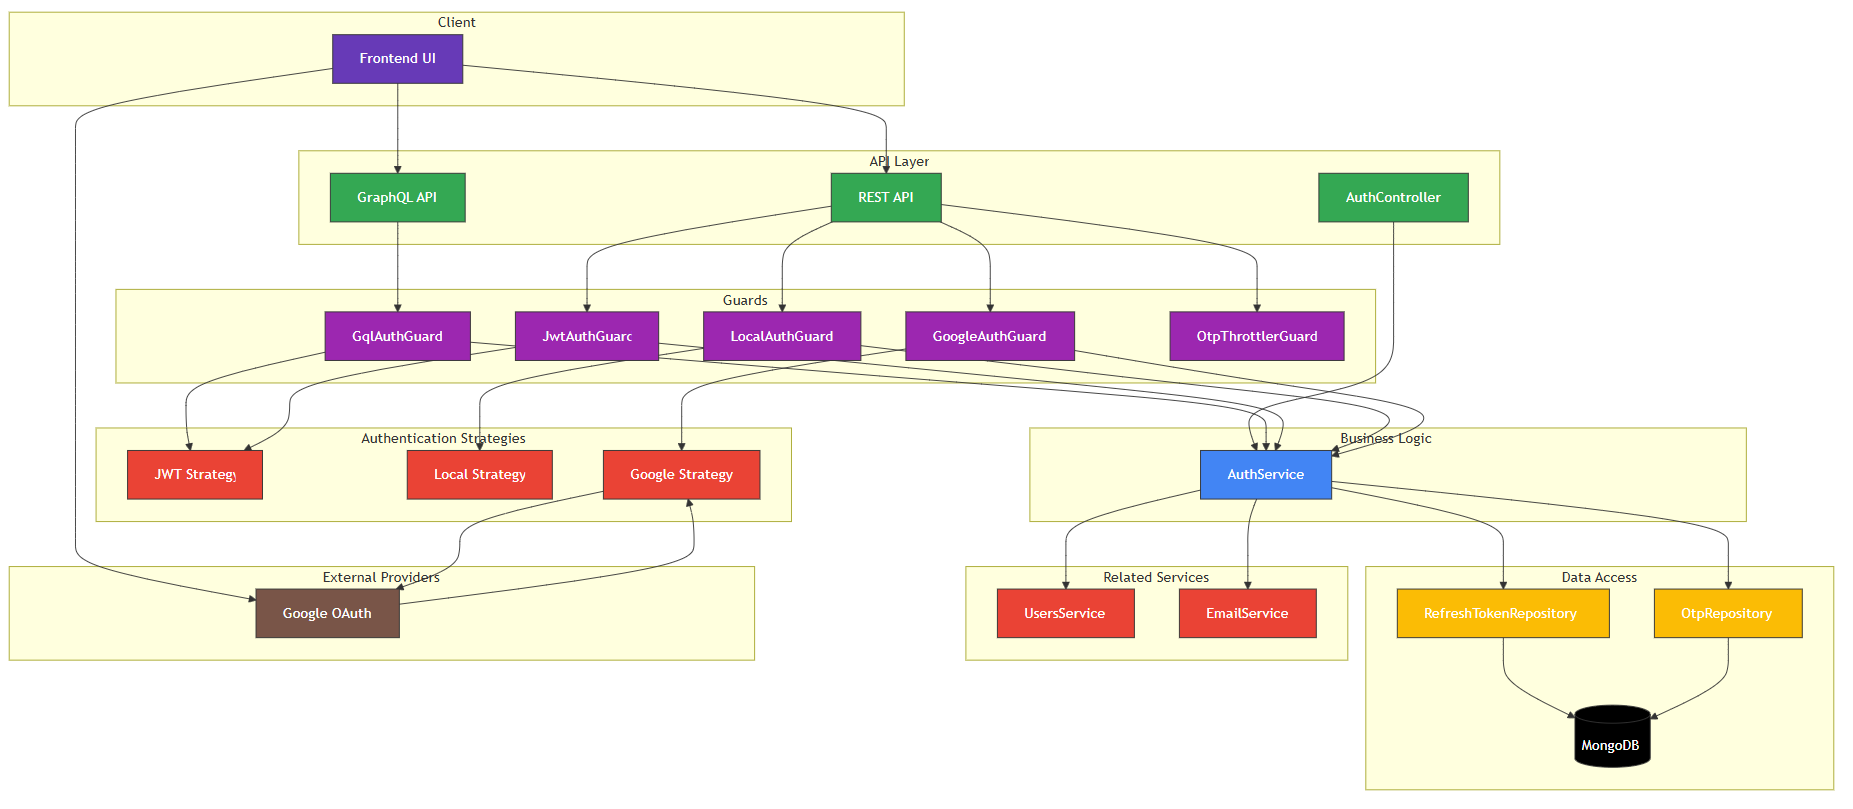 Client
Frontend UI
API Layer
GraphQL API
REST API
AuthController
Guards
GqlAuthGuard
JwtAuthGuard
LocalAuthGuard
GoogleAuthGuard
OtpThrottlerGuard
Authentication Strategies
Business Logic
JWT Strategy
Local Strategy
Google Strategy
AuthService
External Providers
Related Services
Data Access
Google OAuth
UsersService
EmailService
RefreshTokenRepository
OtpRepository
MongoDB